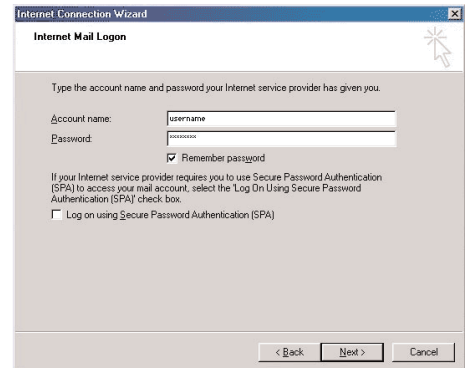 Internet Connection Wizard
Internet Mail Logon
Type the account name and password your Internet service provider has given you.
Account name: username
Password: xxxxxxxx
Remember password
If your Internet service provider requires you to use Secure Password Authentication
(SPA) to access your mail account, select the 'Log On Using Secure Password
Authentication (SPA)' check box.
Log on using Secure Password Authentication (SPA)
< Back Next > Cancel